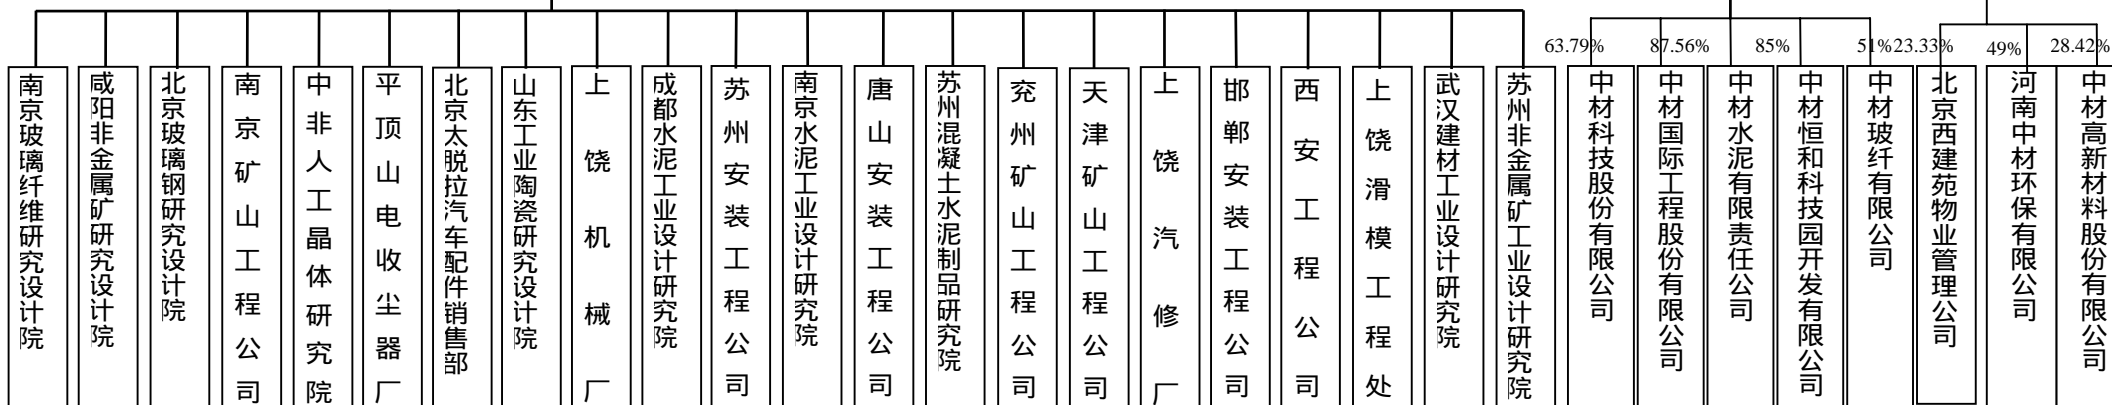 63.79% 87.56% 85% 51% 23.33% 49% 28.42%
南京玻璃纤维研究设计院
咸阳非金属矿研究设计院
北京玻璃钢研究设计院
南京矿山工程公司
中非人工晶体研究院
平顶山电收尘器厂
北京太脱拉汽车配件销售部
山东工业陶瓷研究设计院
上饶机械厂
成都水泥工业设计研究院
苏州安装工程公司
南京水泥工业设计研究院
唐山安装工程公司
苏州混凝土水泥制品研究院
兖州矿山工程公司
天津矿山工程公司
上饶汽修厂
邯郸安装工程公司
西安工程公司
上饶滑模工程处
武汉建材工业设计研究院
苏州非金属矿工业设计研究院
中材科技股份有限公司
中材国际工程股份有限公司
中材水泥有限责任公司
中材恒和科技园开发有限公司
中材玻纤有限公司
北京西建苑物业管理公司
河南中材环保有限公司
中材高新材料股份有限公司